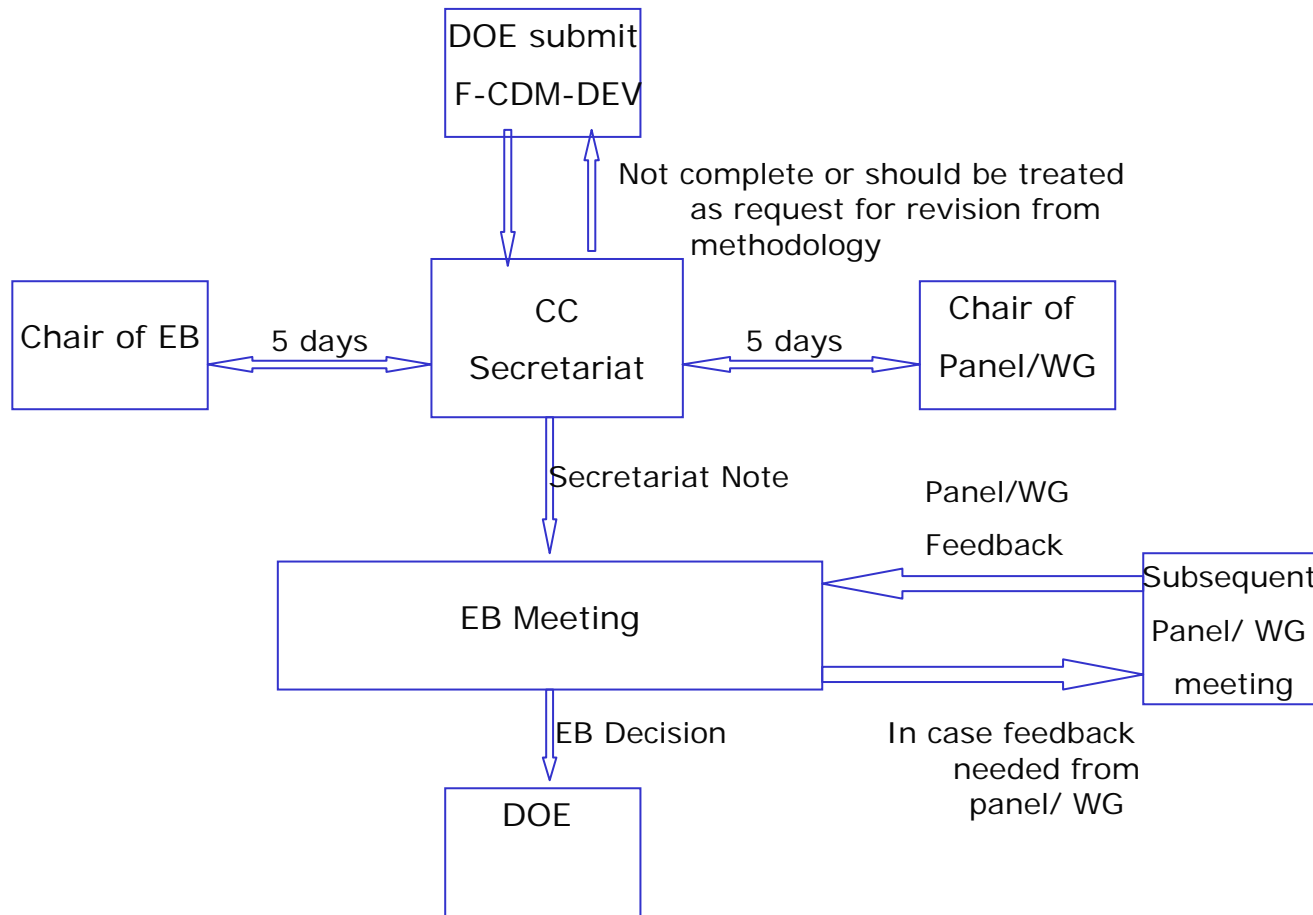 DOE submit
F-CDM-DEV
Not complete or should be treated
as request for revision from
methodology
Chair of EB
5 days
CC
Secretariat
5 days
Chair of
Panel/WG
Secretariat Note
Panel/WG
Feedback
EB Meeting
Subsequent
Panel/ WG
meeting
EB Decision
In case feedback
needed from
panel/ WG
DOE